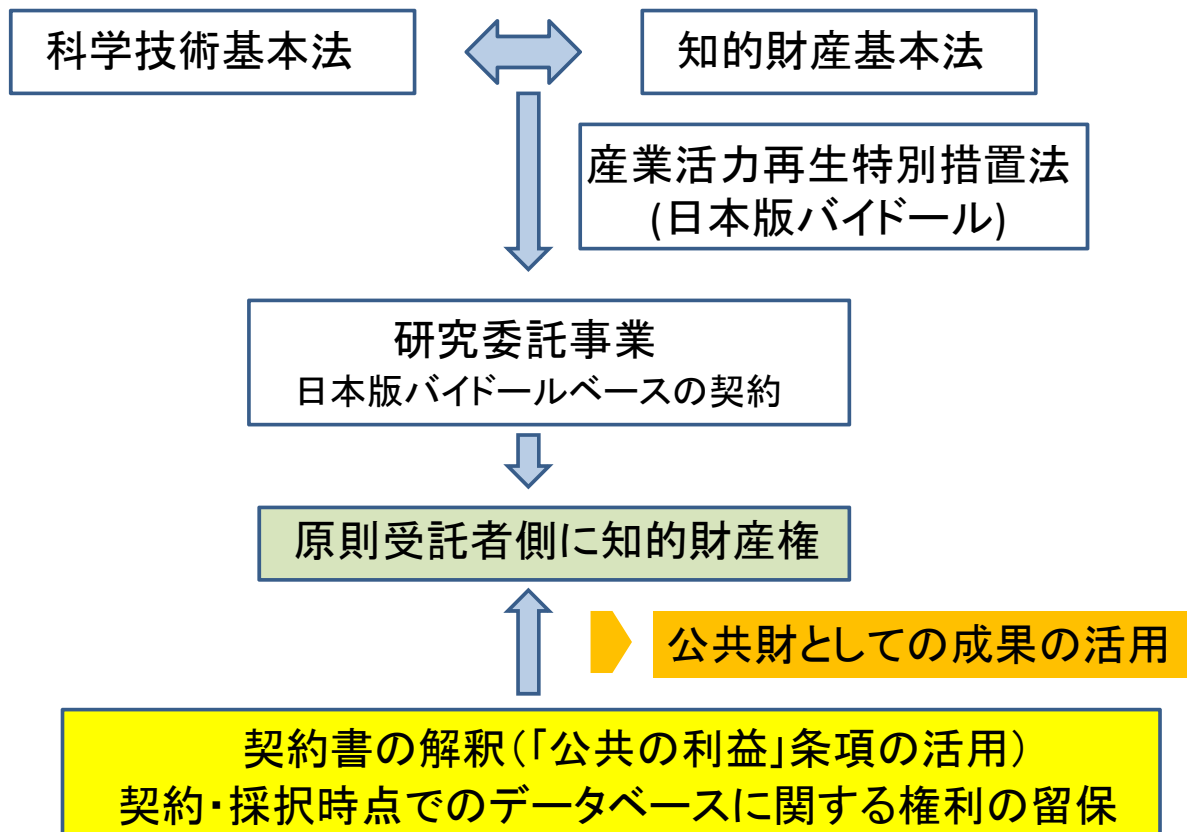 科学技術基本法
知的財産基本法
産業活力再生特別措置法
(日本版バイドール)
研究委託事業
日本版バイドールベースの契約
原則受託者側に知的財産権
公共財としての成果の活用
契約書の解釈(「公共の利益」条項の活用)
契約・採択時点でのデータベースに関する権利の留保